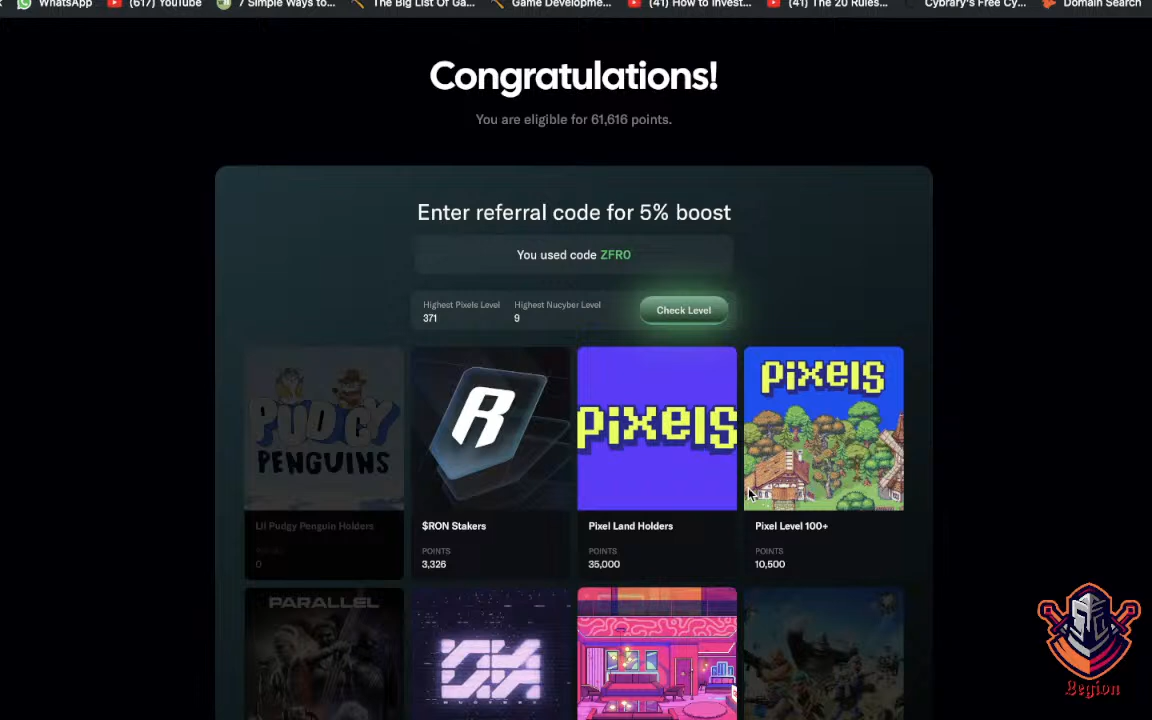 WhatsApp (617) YouTube 7 Simple Ways to... The Big List Of Ga... Game Developme... (41) How to Invest... (41) The 20 Rules... Cybrary's Free Cy... Domain Search
Congratulations!
You are eligible for 61,616 points.
Enter referral code for 5% boost
You used code ZFRO
Highest Pixels Level Highest Nucyber Level
371 9
Check Level
PUDGY PENGUINS
R
pixels
pixels
Lil Pudgy Penguin Holders $RON Stakers Pixel Land Holders Pixel Level 100+
POINTS POINTS POINTS POINTS
0 3,326 35,000 10,500
PARALLEL
Region